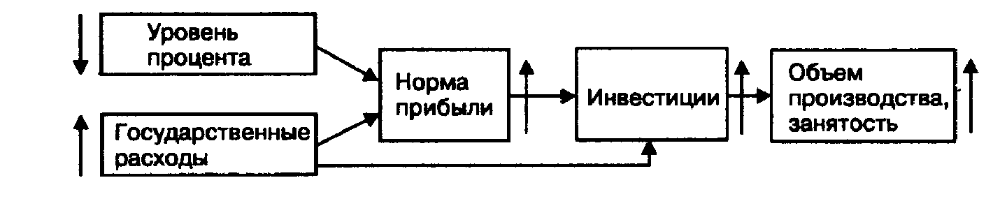 Уровень
процента
Государственные
расходы
Норма
прибыли
Инвестиции
Объем
производства,
занятость